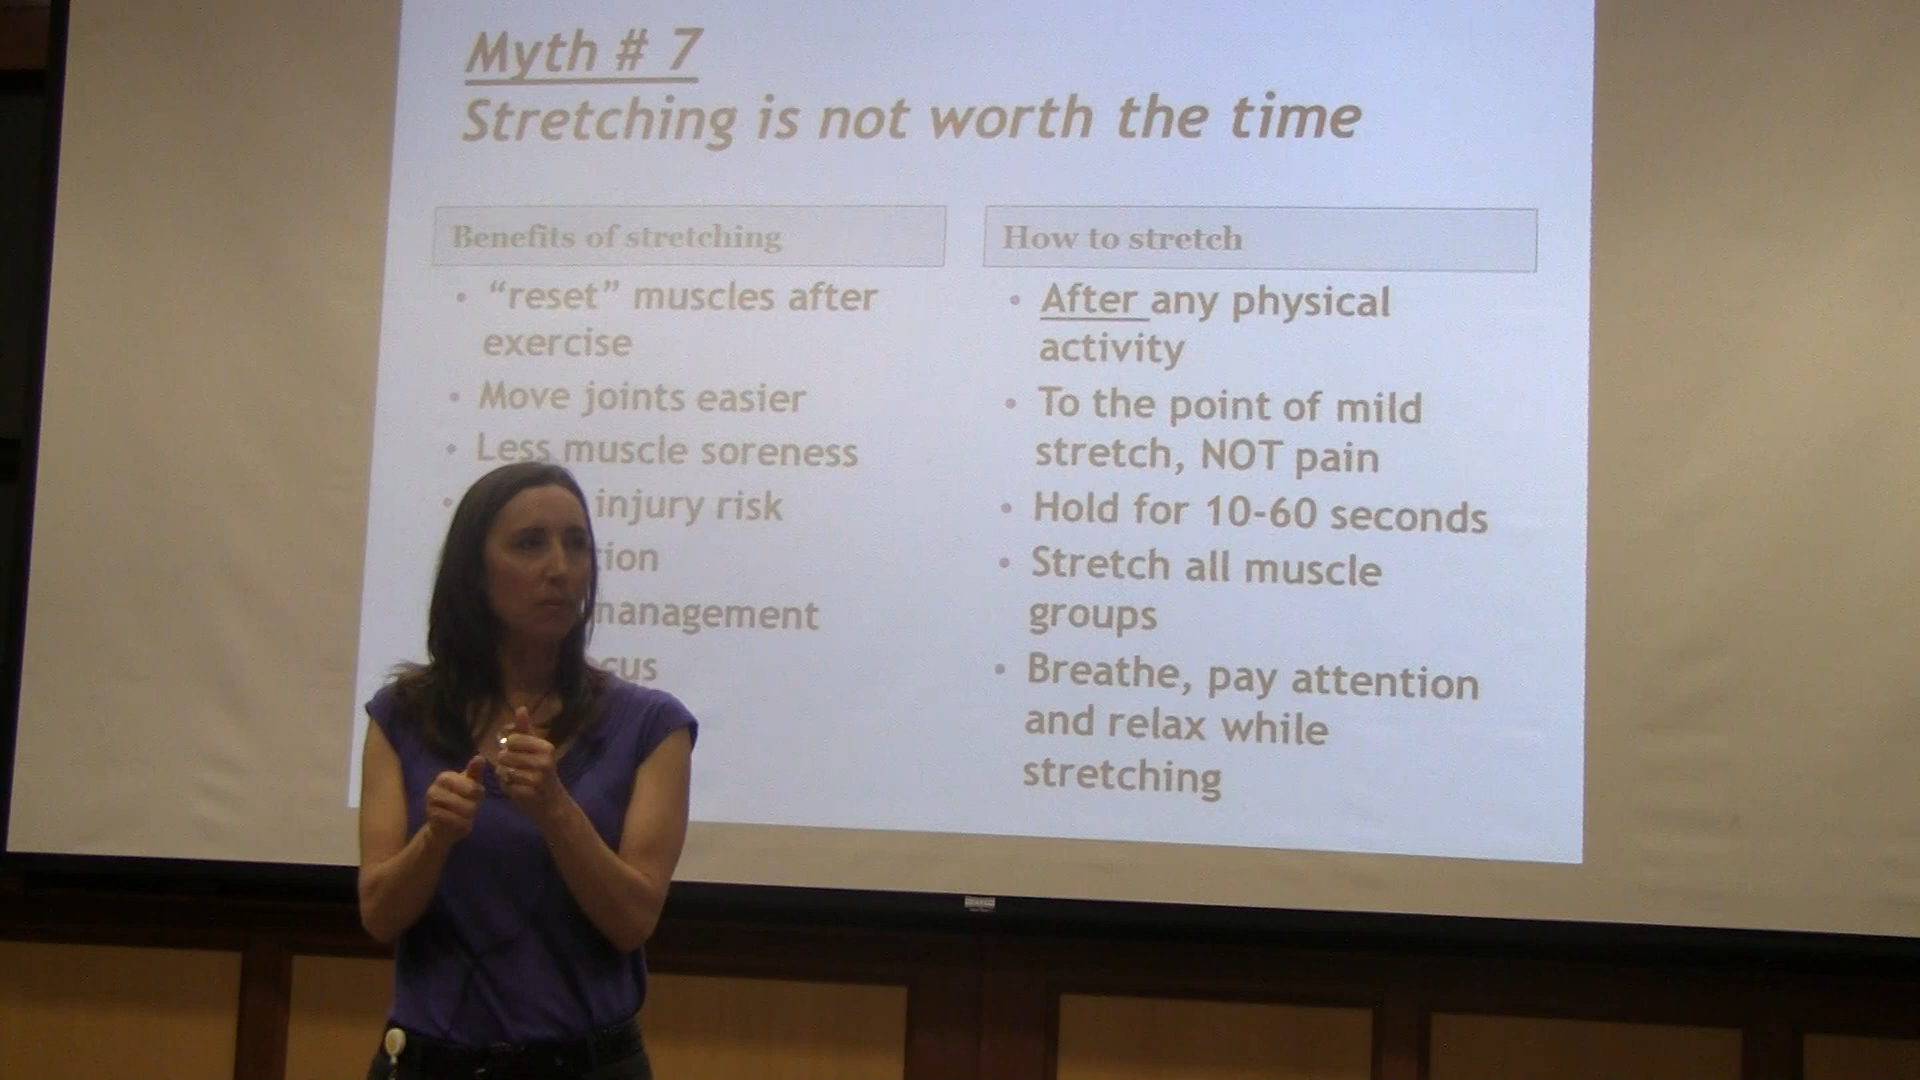 Myth # 7
Stretching is not worth the time
Benefits of stretching
• “reset” muscles after
exercise
• Move joints easier
• Less muscle soreness
• injury risk
management
How to stretch
• After any physical
activity
• To the point of mild
stretch, NOT pain
• Hold for 10-60 seconds
• Stretch all muscle
groups
• Breathe, pay attention
and relax while
stretching